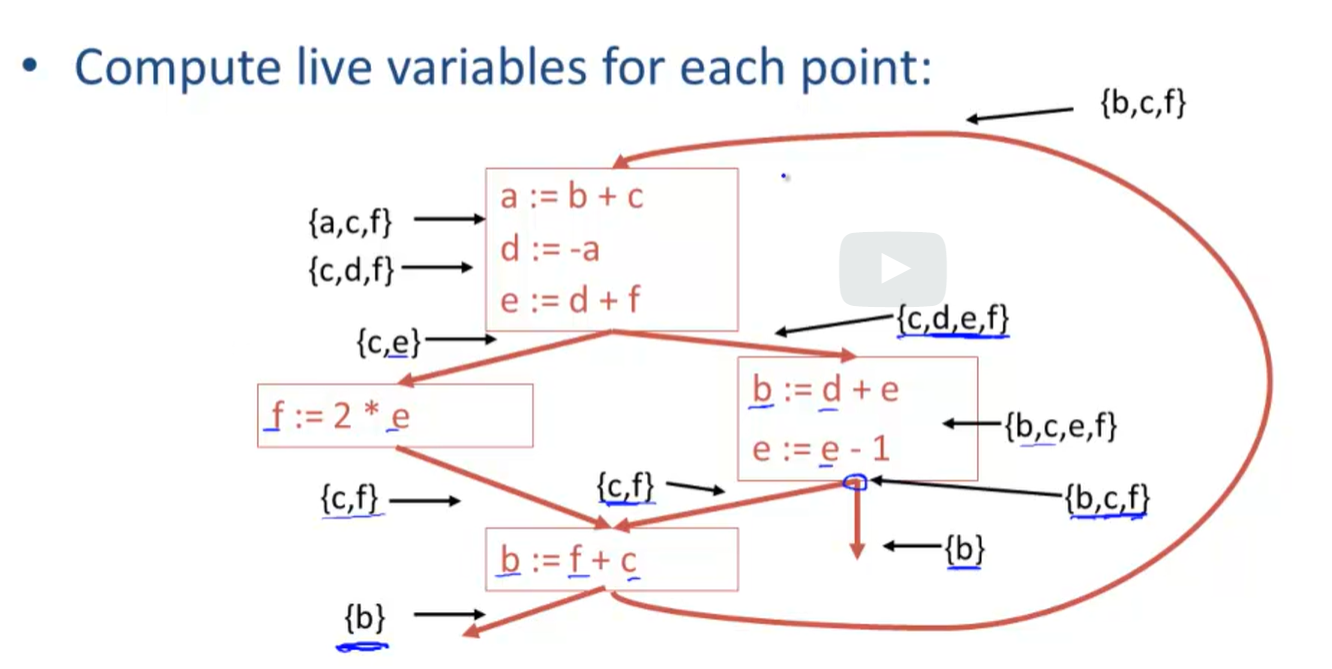 • Compute live variables for each point:
{b,c,f}
a := b + c
{a,c,f}
d := -a
{c,d,f}
e := d + f
{c,d,e,f}
{c,e}
b := d + e
f := 2 * e
{b,c,e,f}
e := e - 1
{c,f}
{c,f}
{b,c,f}
{b}
b := f + c
{b}